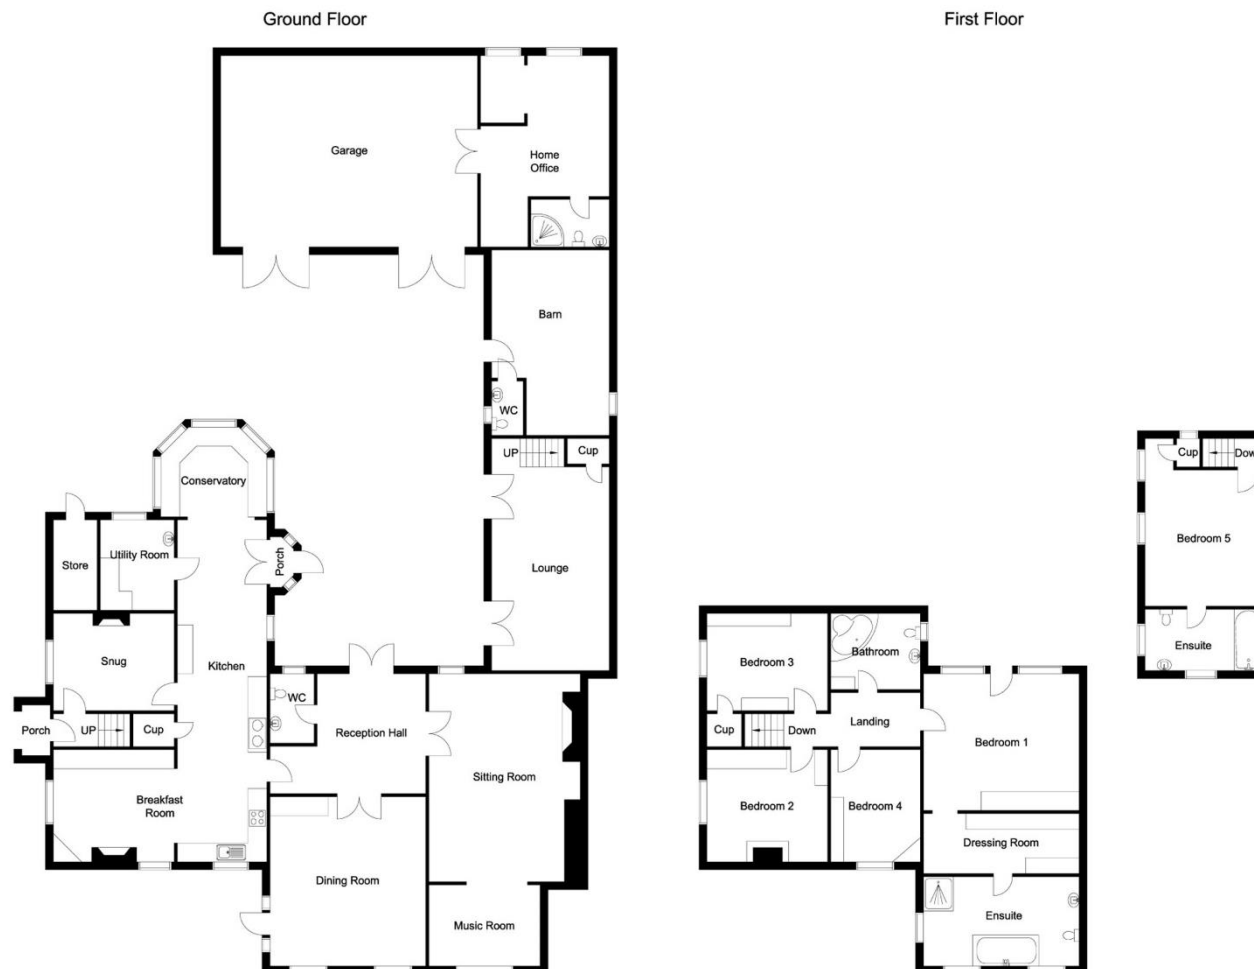 Ground Floor
First Floor
Garage
Home
Office
Barn
WC
UP
Cup
Conservatory
Cup
Dow
Store
Utility Room
Porch
Lounge
Bedroom 5
Snug
Kitchen
Ensuite
Bedroom 3
Bathroom
WC
Porch
UP
Cup
Reception Hall
Cup
Down
Landing
Bedroom 1
Sitting Room
Breakfast
Room
Bedroom 2
Bedroom 4
Dressing Room
Dining Room
Music Room
Ensuite